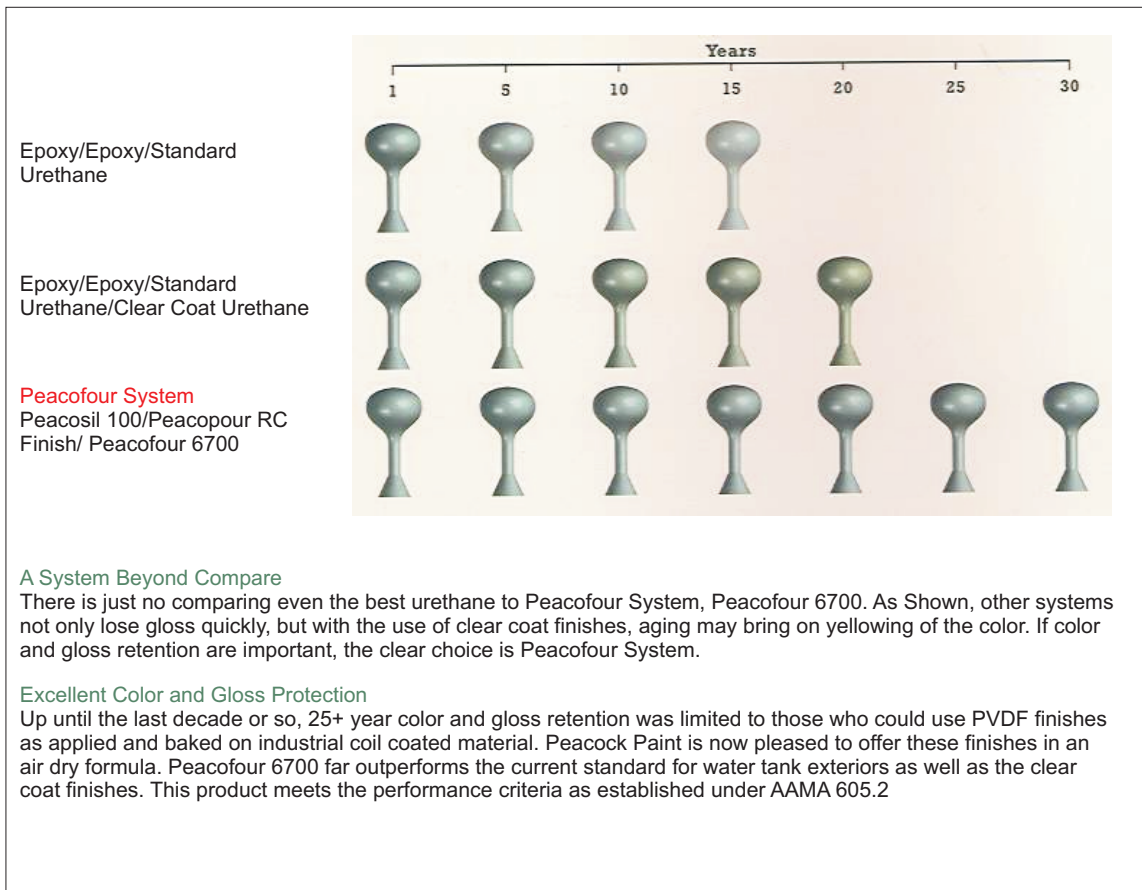 Years
1 5 10 15 20 25 30
Epoxy/Epoxy/Standard
Urethane
Epoxy/Epoxy/Standard
Urethane/Clear Coat Urethane
Peacofour System
Peacosil 100/Peacopour RC
Finish/ Peacofour 6700
A System Beyond Compare
There is just no comparing even the best urethane to Peacofour System, Peacofour 6700. As Shown, other systems
not only lose gloss quickly, but with the use of clear coat finishes, aging may bring on yellowing of the color. If color
and gloss retention are important, the clear choice is Peacofour System.
Excellent Color and Gloss Protection
Up until the last decade or so, 25+ year color and gloss retention was limited to those who could use PVDF finishes
as applied and baked on industrial coil coated material. Peacock Paint is now pleased to offer these finishes in an
air dry formula. Peacofour 6700 far outperforms the current standard for water tank exteriors as well as the clear
coat finishes. This product meets the performance criteria as established under AAMA 605.2